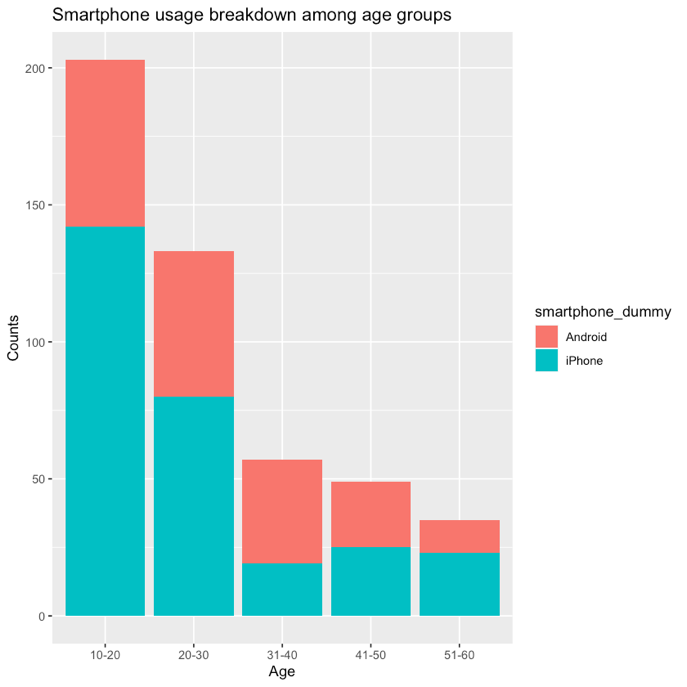 Smartphone usage breakdown among age groups
200
150
100
50
0
Counts
10-20
20-30
31-40
41-50
51-60
Age
smartphone_dummy
Android
iPhone